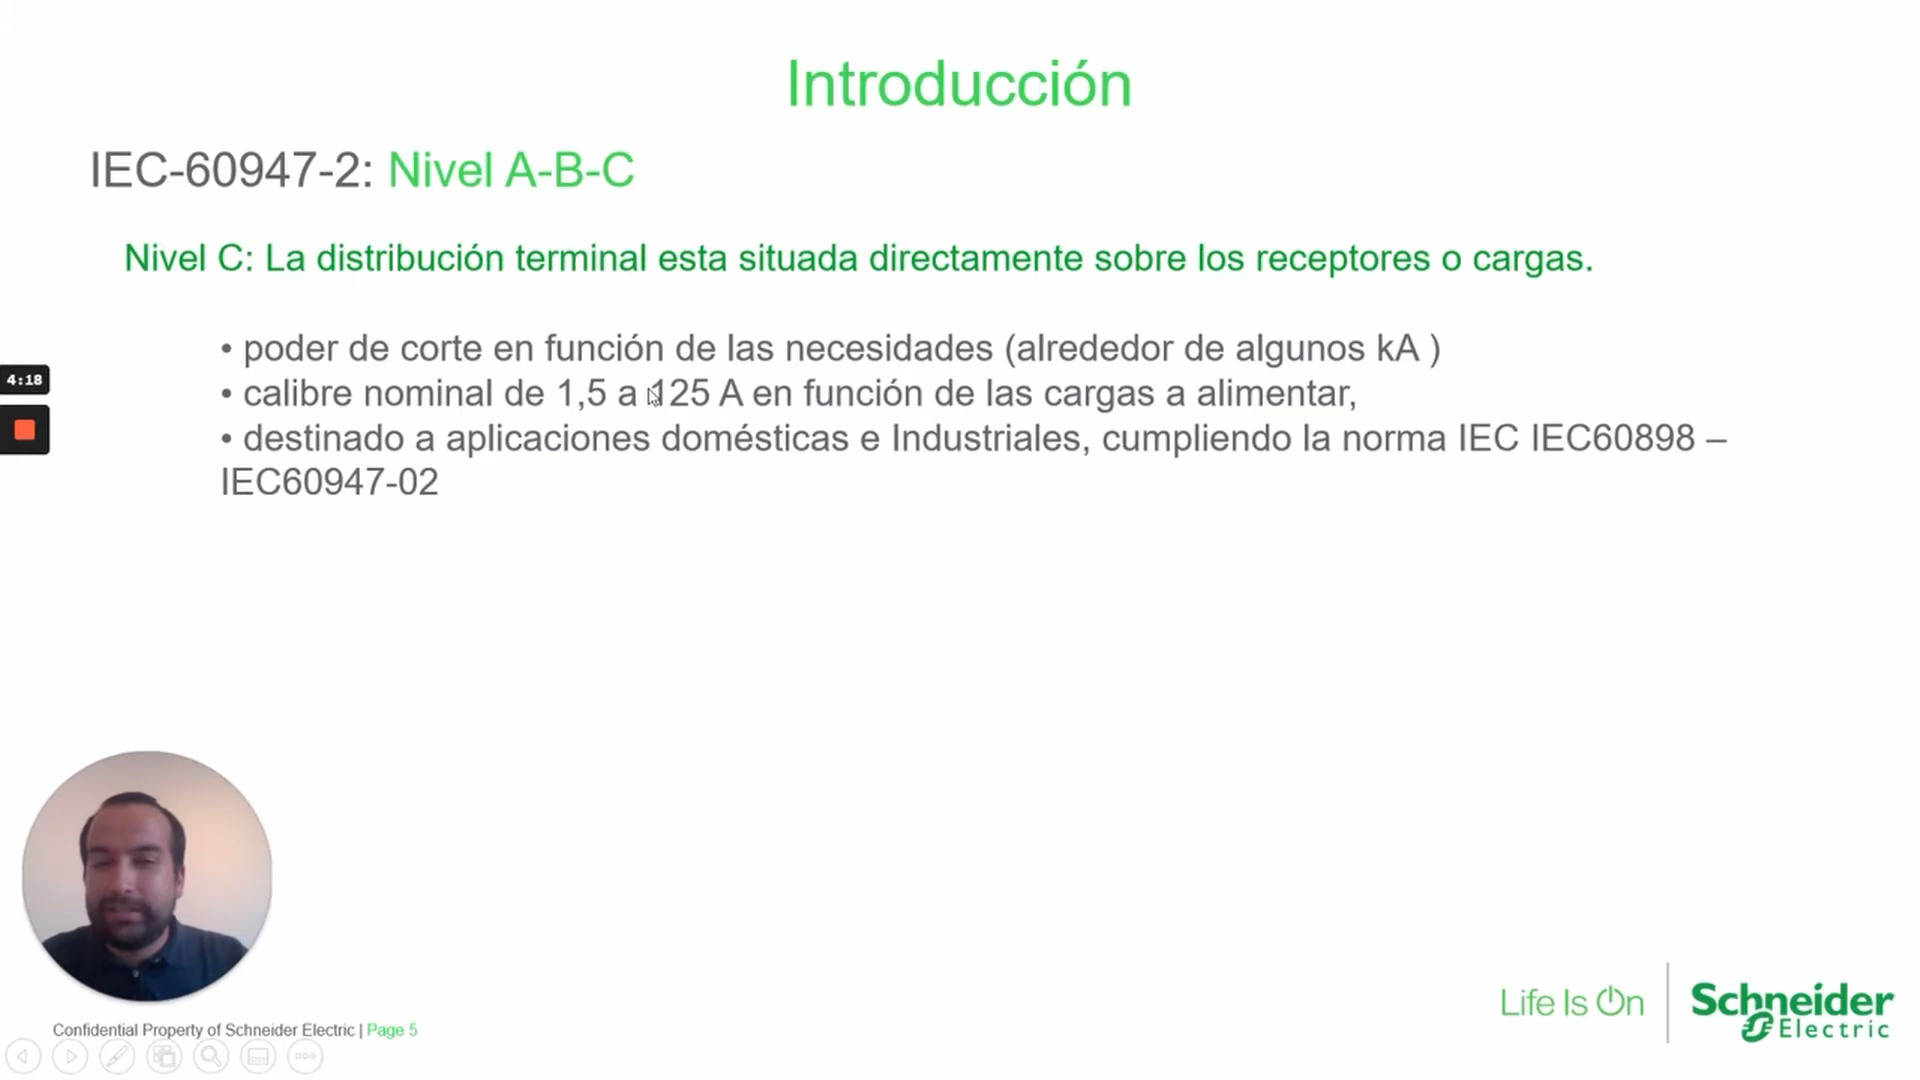 Introducción
IEC-60947-2: Nivel A-B-C
Nivel C: La distribución terminal esta situada directamente sobre los receptores o cargas.
• poder de corte en función de las necesidades (alrededor de algunos kA )
• calibre nominal de 1,5 a 125 A en función de las cargas a alimentar,
• destinado a aplicaciones domésticas e Industriales, cumpliendo la norma IEC IEC60898 –
IEC60947-02
4:18
Life Is On
Schneider
Electric
Confidential Property of Schneider Electric | Page 5